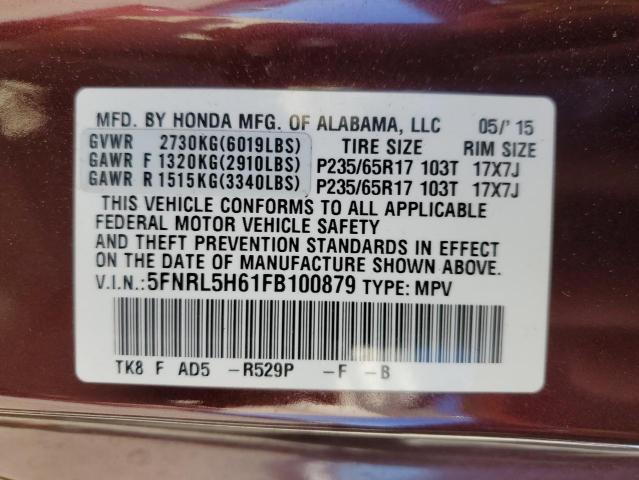 MFD. BY HONDA MFG. OF ALABAMA, LLC 05/'15
GVWR 2730KG(6019LBS) TIRE SIZE RIM SIZE
GAWR F 1320KG(2910LBS) P235/65R17 103T 17X7J
GAWR R 1515KG(3340LBS) P235/65R17 103T 17X7J
THIS VEHICLE CONFORMS TO ALL APPLICABLE
FEDERAL MOTOR VEHICLE SAFETY
AND THEFT PREVENTION STANDARDS IN EFFECT
ON THE DATE OF MANUFACTURE SHOWN ABOVE.
V.I.N.:5FNRL5H61FB100879 TYPE: MPV
TK8 F AD5 -R529P -F -B